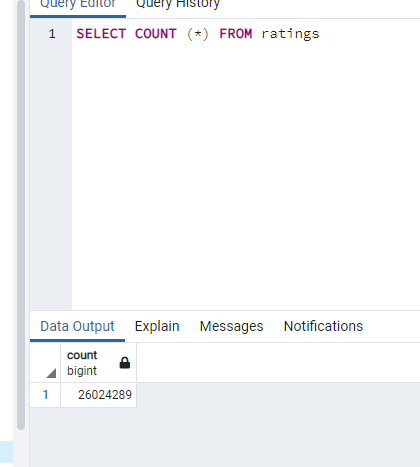 Query Editor Query History
1 SELECT COUNT (*) FROM ratings
Data Output Explain Messages Notifications
count
bigint
1 26024289